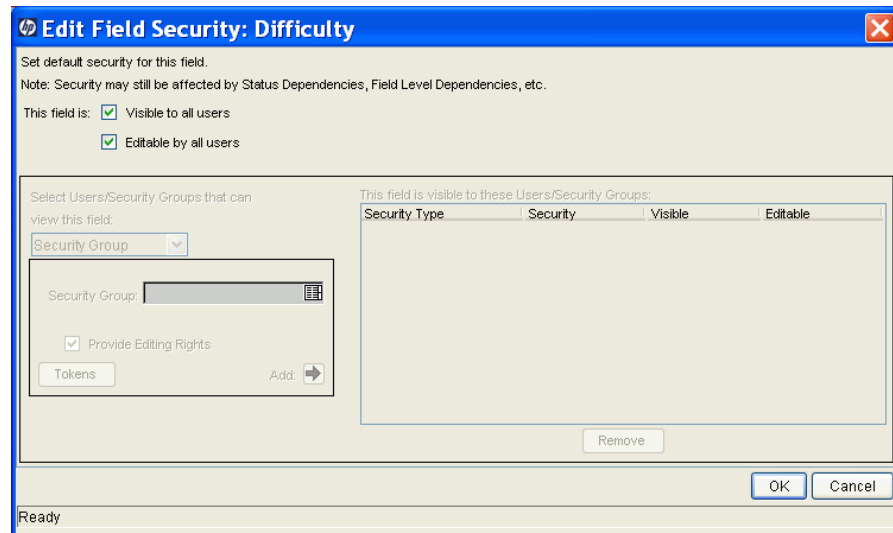 hp Edit Field Security: Difficulty
Set default security for this field.
Note: Security may still be affected by Status Dependencies, Field Level Dependencies, etc.
This field is: Visible to all users
Editable by all users
Select Users/Security Groups that can
view this field:
Security Group
Security Group:
Provide Editing Rights
Tokens
Add:
This field is visible to these Users/Security Groups:
Security Type Security Visible Editable
Remove
OK Cancel
Ready